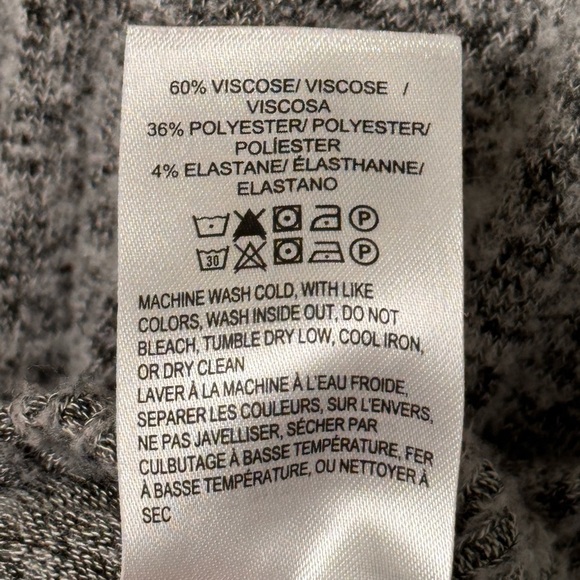 60% VISCOSE/ VISCOSE /
VISCOSA
36% POLYESTER/ POLYESTER/
POLÍESTER
4% ELASTANE/ ÉLASTHANNE/
ELASTANO
P
30 P
MACHINE WASH COLD, WITH LIKE
COLORS, WASH INSIDE OUT, DO NOT
BLEACH, TUMBLE DRY LOW, COOL IRON,
OR DRY CLEAN
LAVER À LA MACHINE À L'EAU FROIDE,
SEPARER LES COULEURS, SUR L'ENVERS,
NE PAS JAVELLISER, SÉCHER PAR
CULBUTAGE À BASSE TEMPÉRATURE, FER
À BASSE TEMPÉRATURE, OU NETTOYER À
SEC